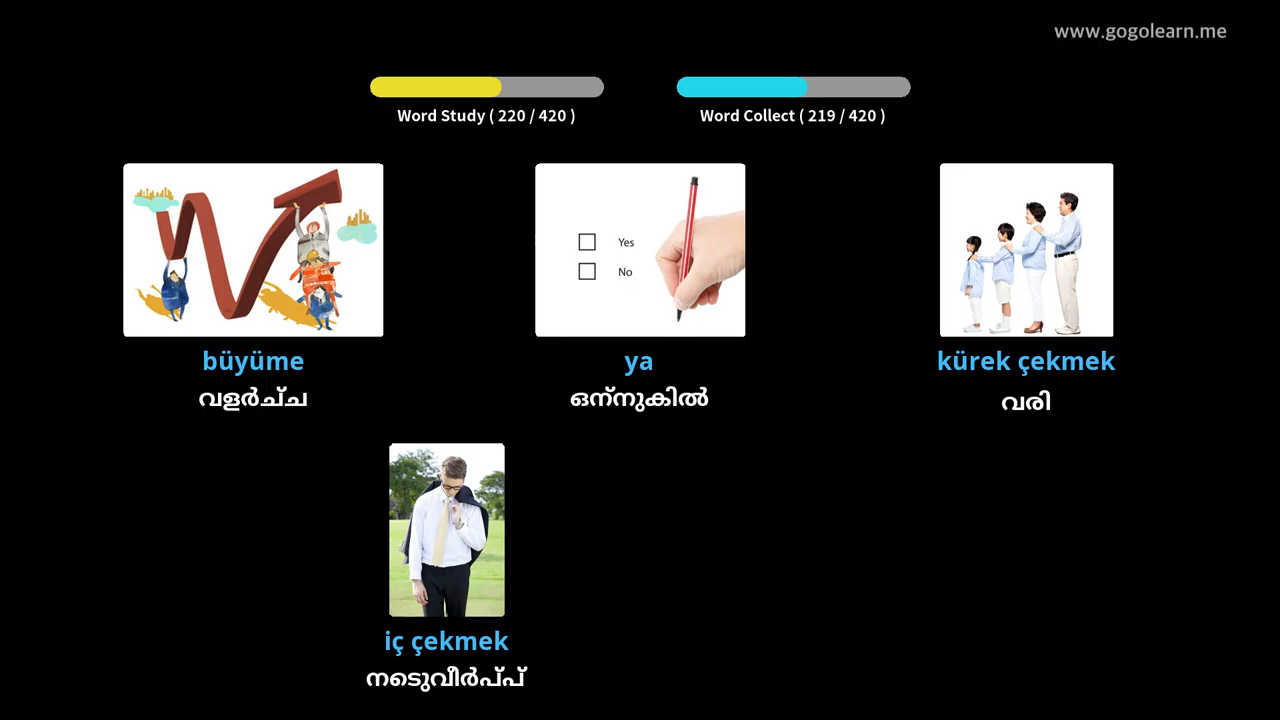 www.gogolearn.me
Word Study ( 220 / 420 )
Word Collect ( 219 / 420 )
Yes
No
büyüme
ya
kürek çekmek
വളർച്ച
ഒന്നുകിൽ
വരി
iç çekmek
നെടുവീർപ്പ്